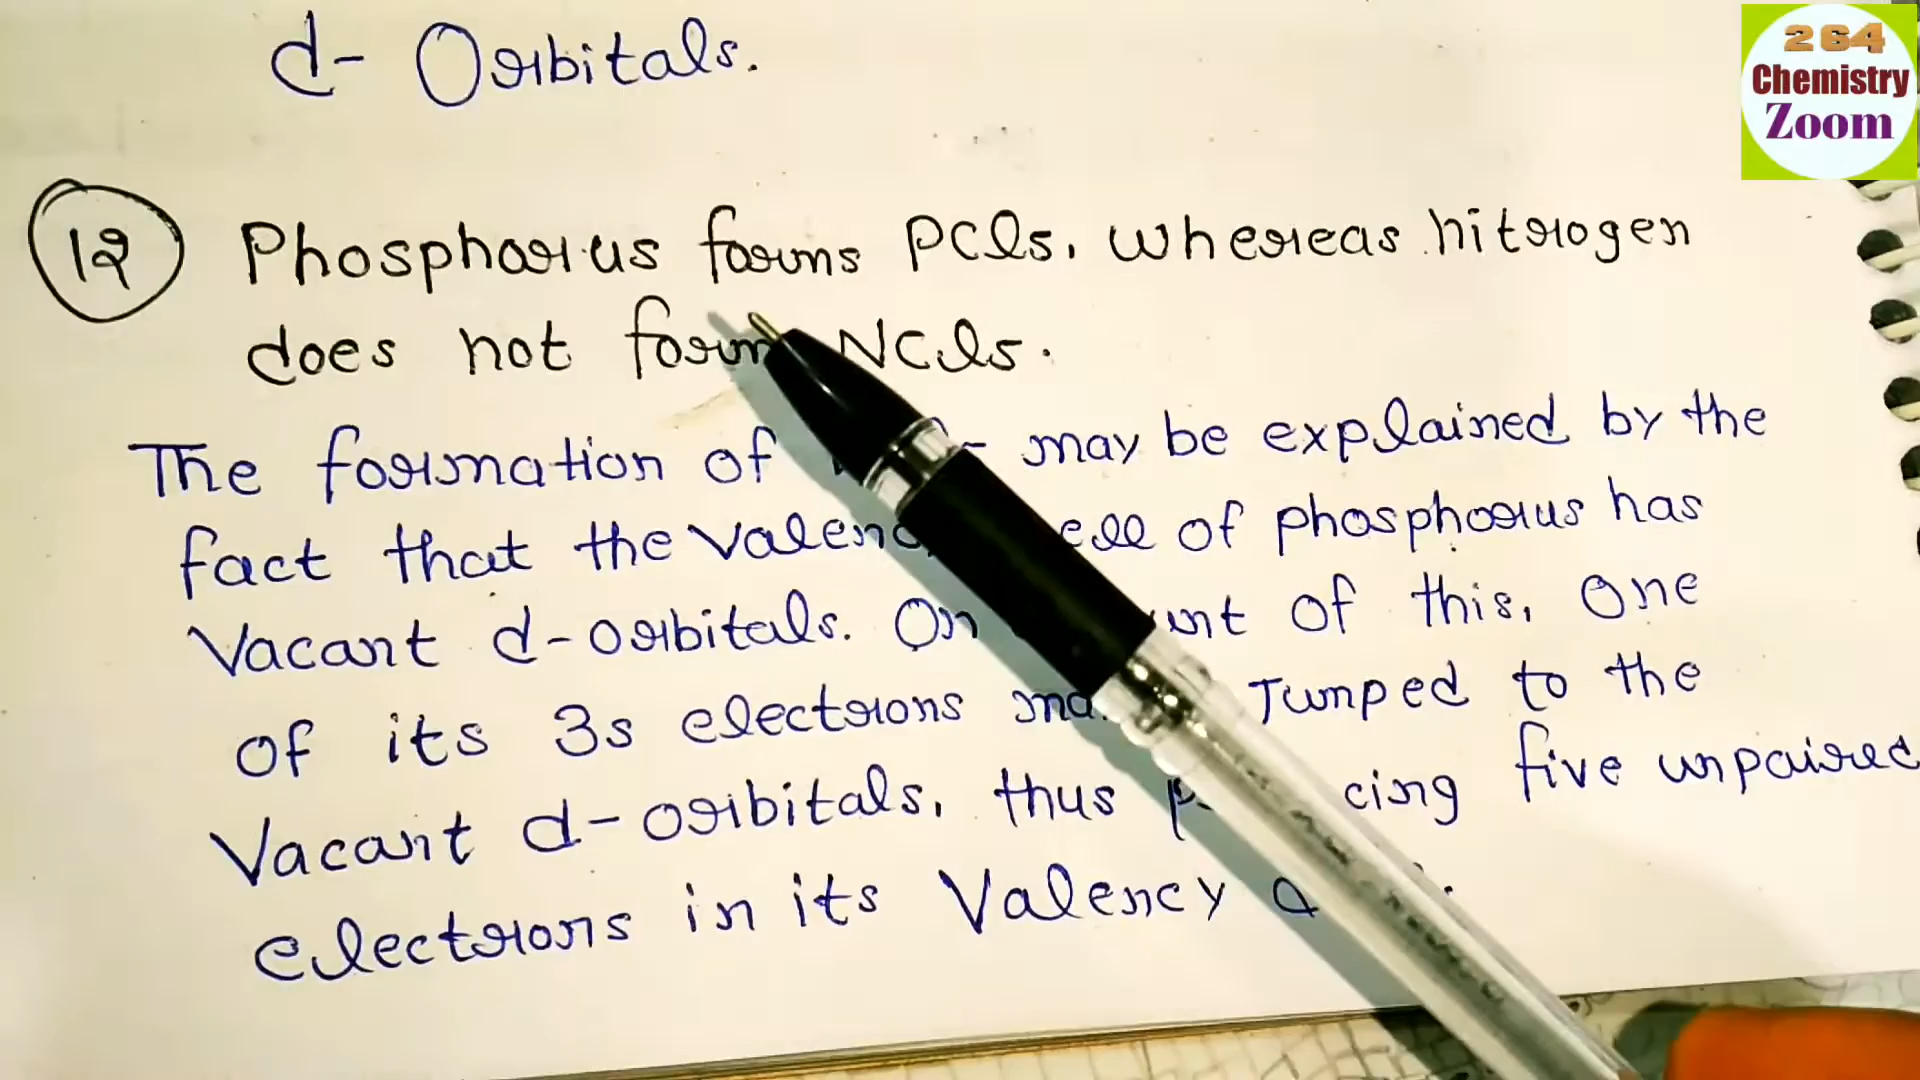 d- Orbitals.
264
Chemistry
Zoom
12 Phosphorus forms PCl5, whereas nitrogen
does not form NCl5.
The formation of may be explained by the
fact that the ell of phosphorus has
Vacant d-orbitals. On of this, One
of its 3s electrons Jumped to the
Vacant d-orbitals, thus five unpaired
electrons in its Valency